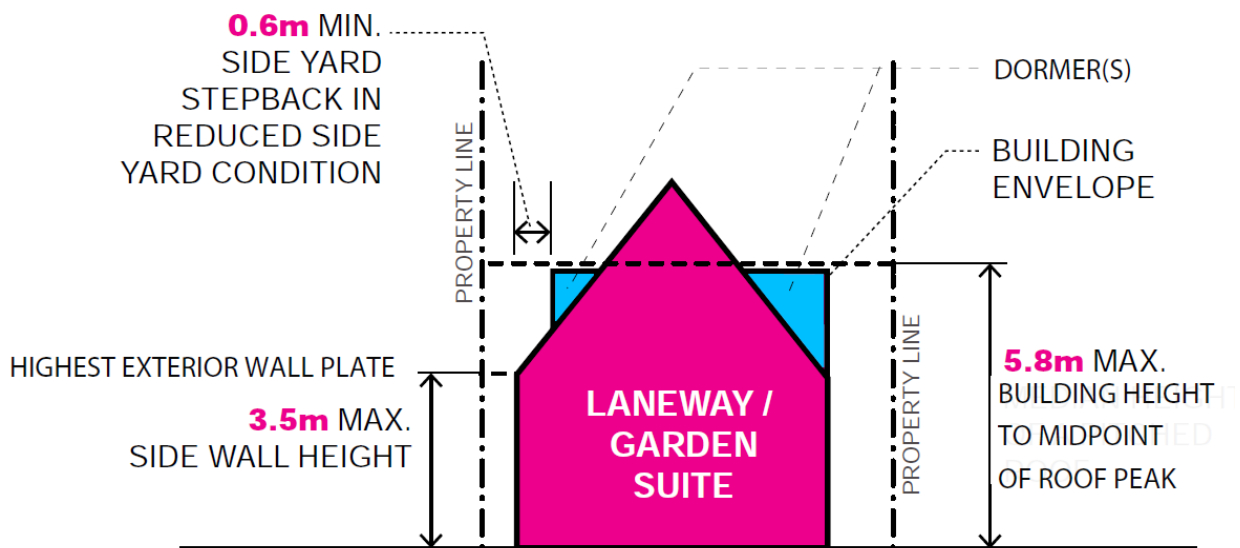 0.6m MIN.
SIDE YARD
STEPBACK IN
REDUCED SIDE
YARD CONDITION
PROPERTY LINE
DORMER(S)
BUILDING
ENVELOPE
HIGHEST EXTERIOR WALL PLATE
3.5m MAX.
SIDE WALL HEIGHT
LANEWAY /
GARDEN
SUITE
PROPERTY LINE
5.8m MAX.
BUILDING HEIGHT
TO MIDPOINT
OF ROOF PEAK